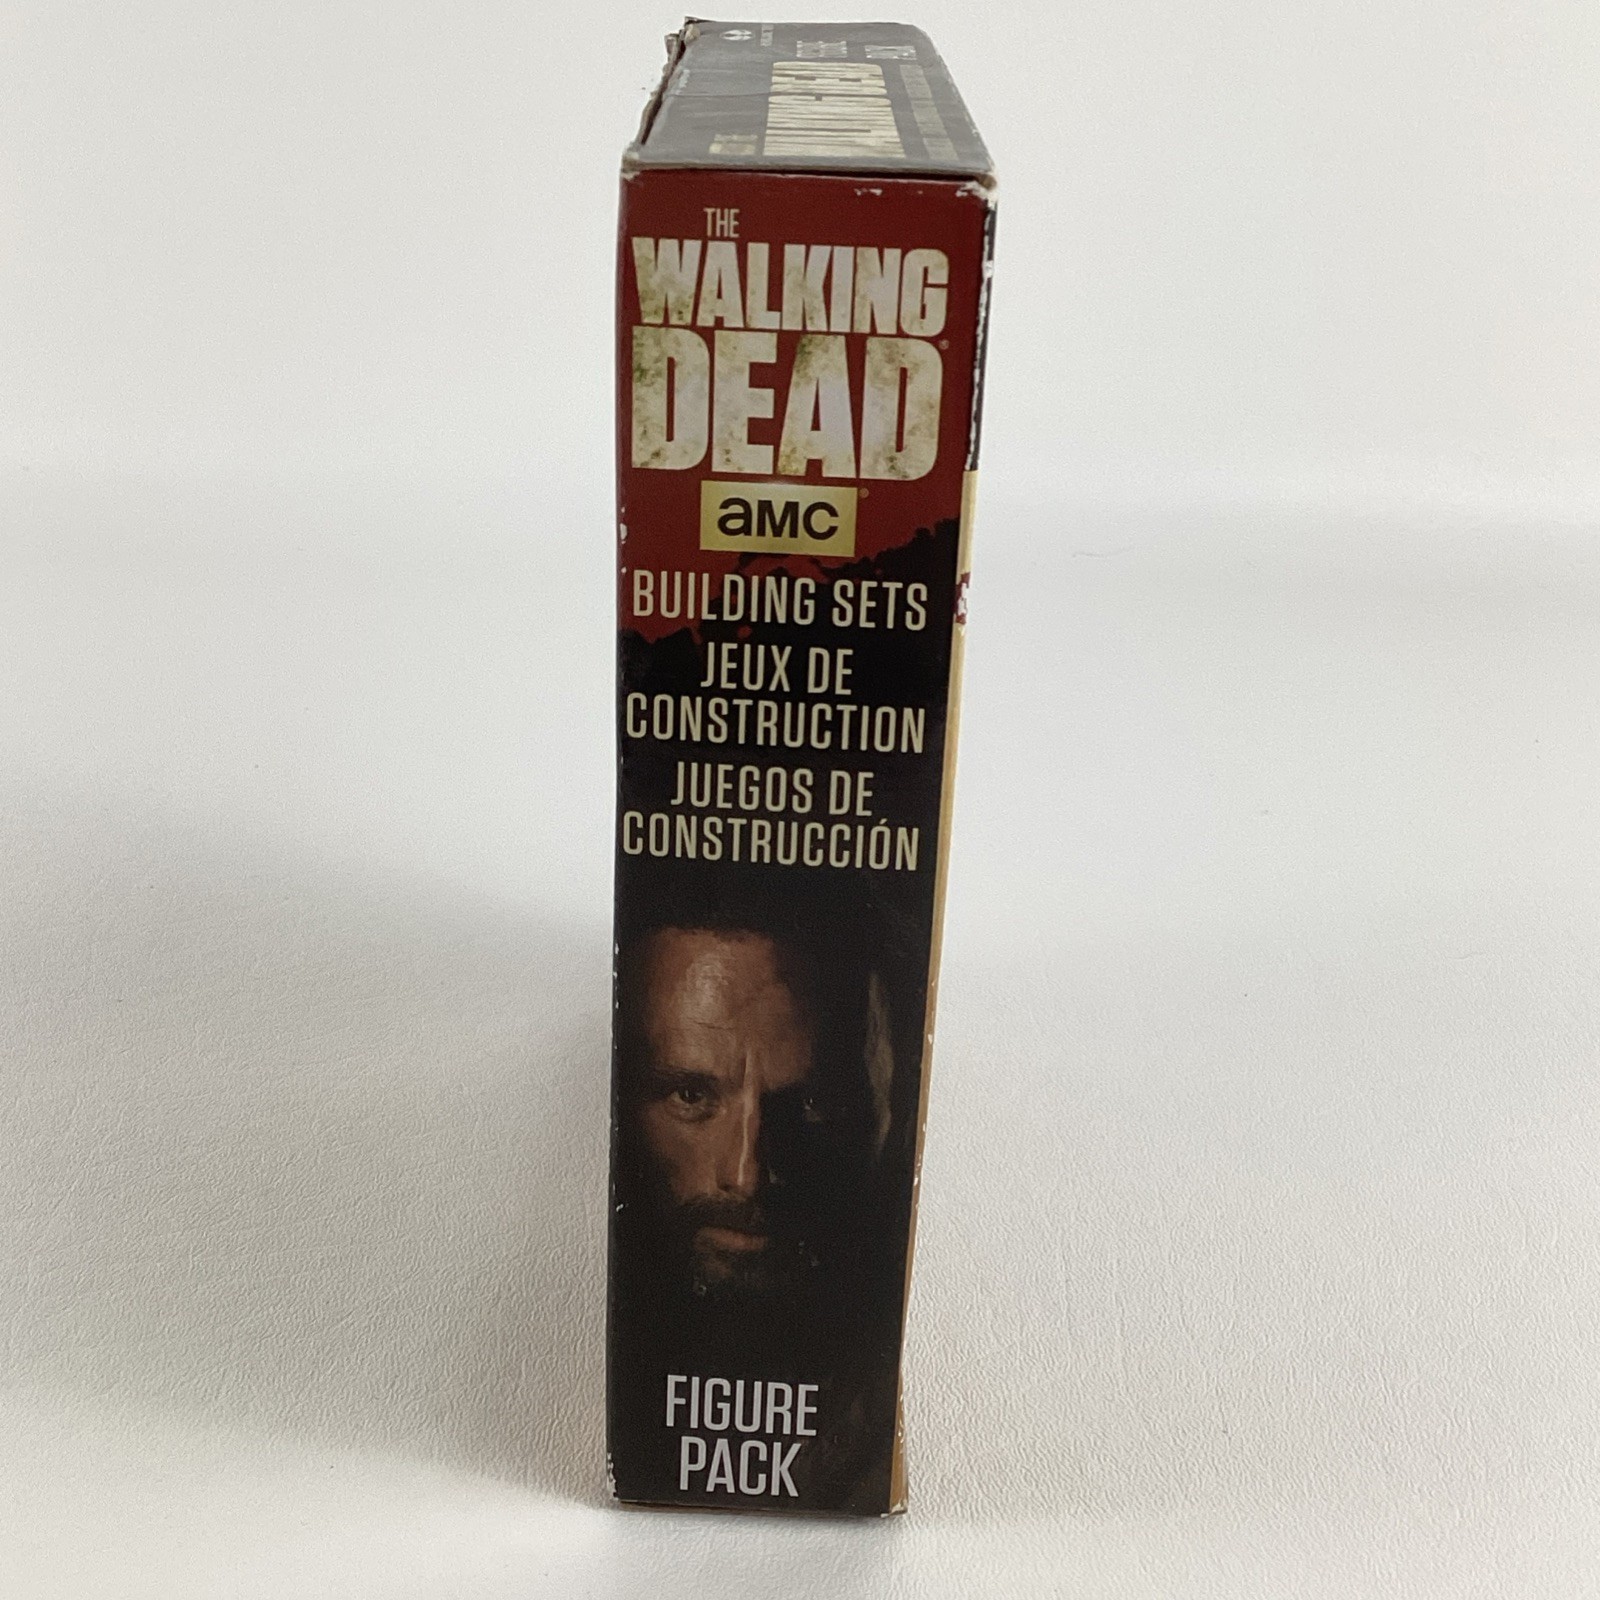 THE
WALKING
DEAD
aMC
BUILDING SETS
JEUX DE
CONSTRUCTION
JUEGOS DE
CONSTRUCCIÓN
FIGURE
PACK